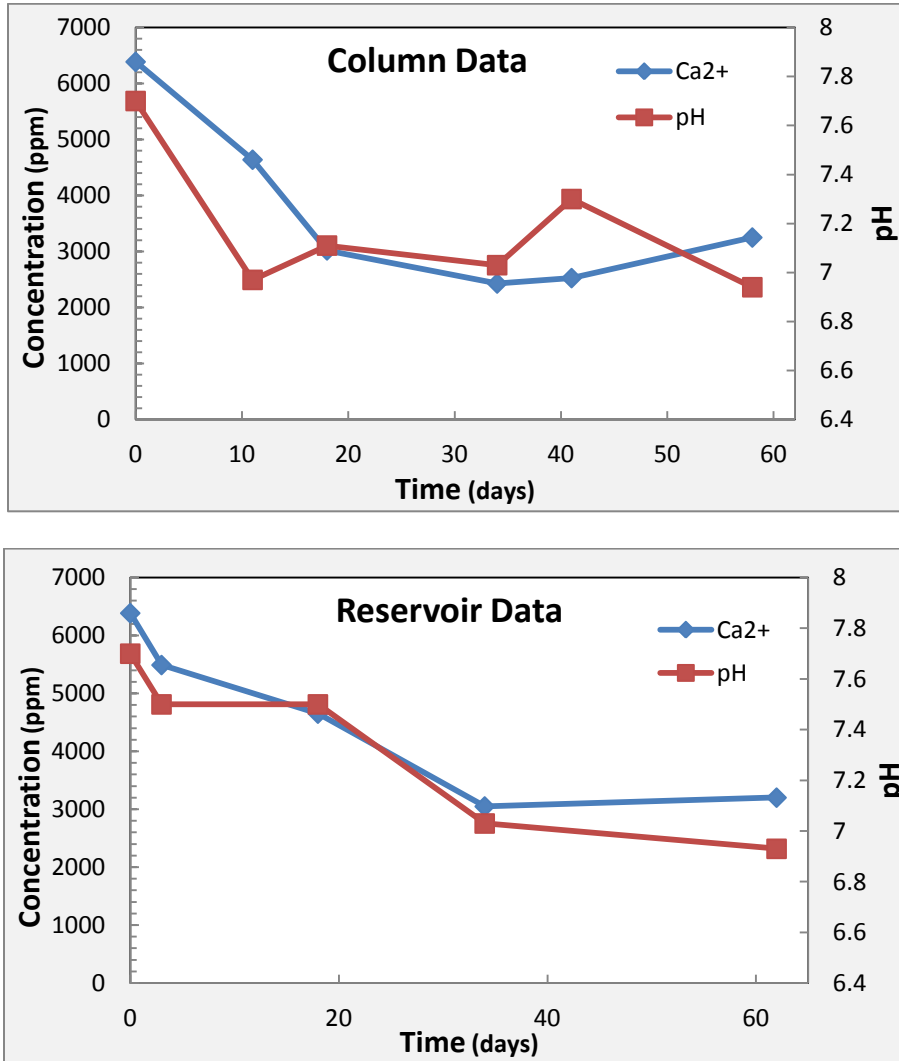 Column Data
Ca2+
pH
Concentration (ppm)
7000
6000
5000
4000
3000
2000
1000
0
8
7.8
7.6
7.4
7.2
7
6.8
6.6
6.4
pH
0 10 20 30 40 50 60
Time (days)
Reservoir Data
Ca2+
pH
Concentration (ppm)
7000
6000
5000
4000
3000
2000
1000
0
8
7.8
7.6
7.4
7.2
7
6.8
6.6
6.4
pH
0 20 40 60
Time (days)